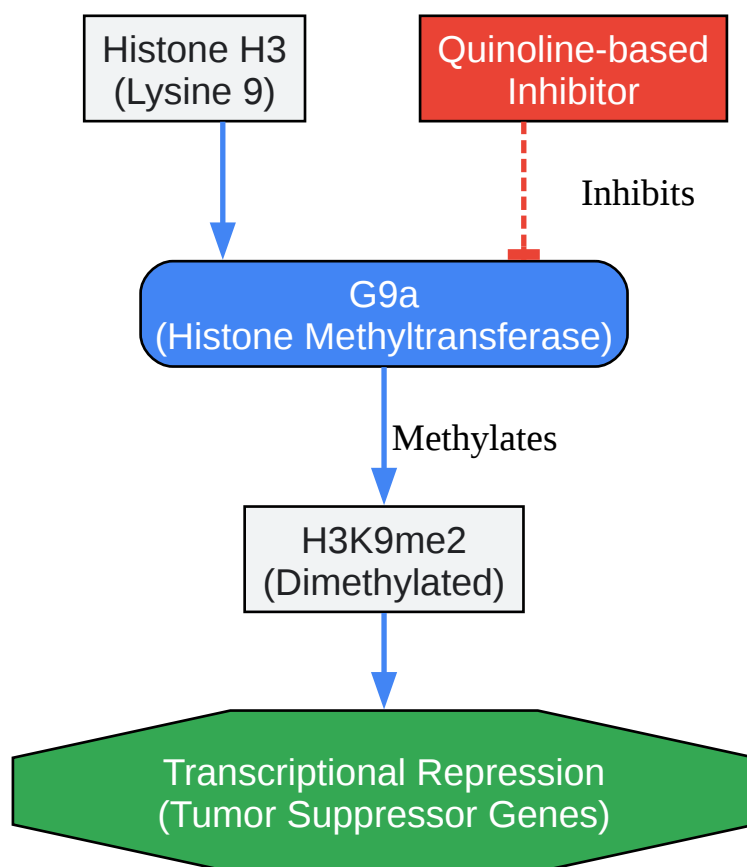 Histone H3
(Lysine 9)
Quinoline-based
Inhibitor
Inhibits
G9a
(Histone Methyltransferase)
Methylates
H3K9me2
(Dimethylated)
Transcriptional Repression
(Tumor Suppressor Genes)